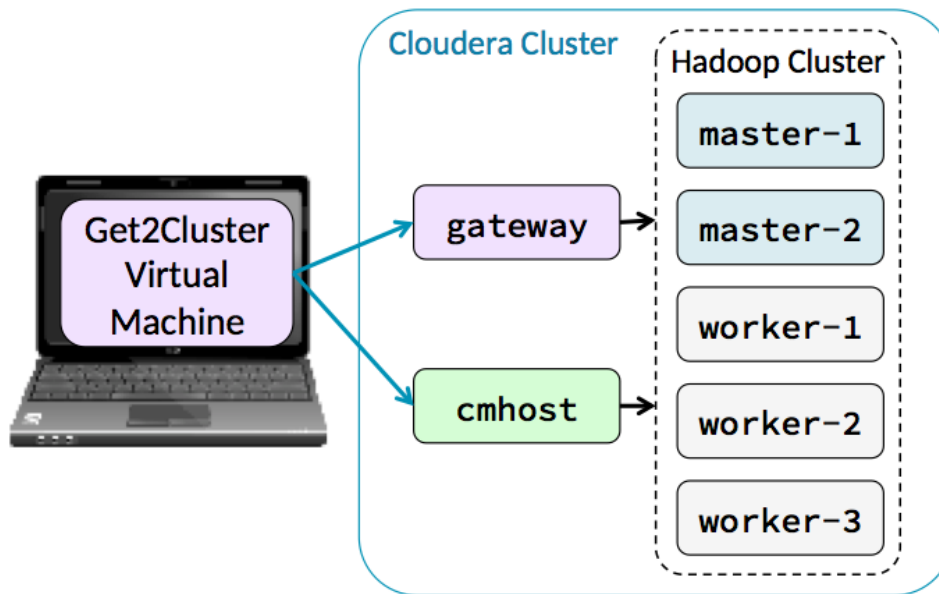 Cloudera Cluster
Hadoop Cluster
Get2Cluster
Virtual
Machine
gateway
cmhost
master-1
master-2
worker-1
worker-2
worker-3